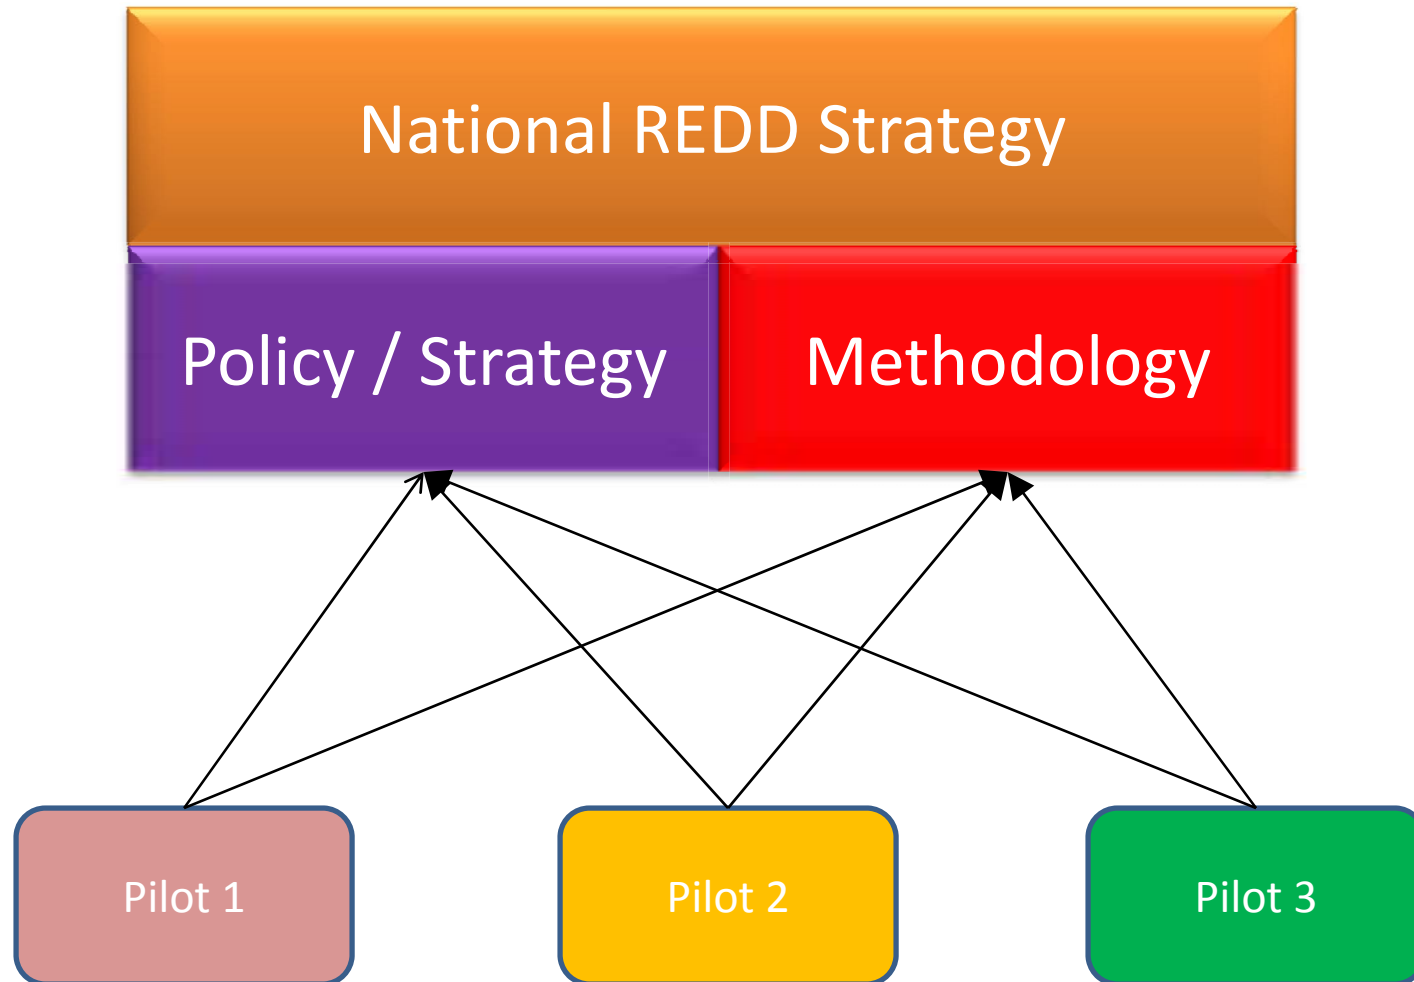 National REDD Strategy
Policy / Strategy
Methodology
Pilot 1
Pilot 2
Pilot 3